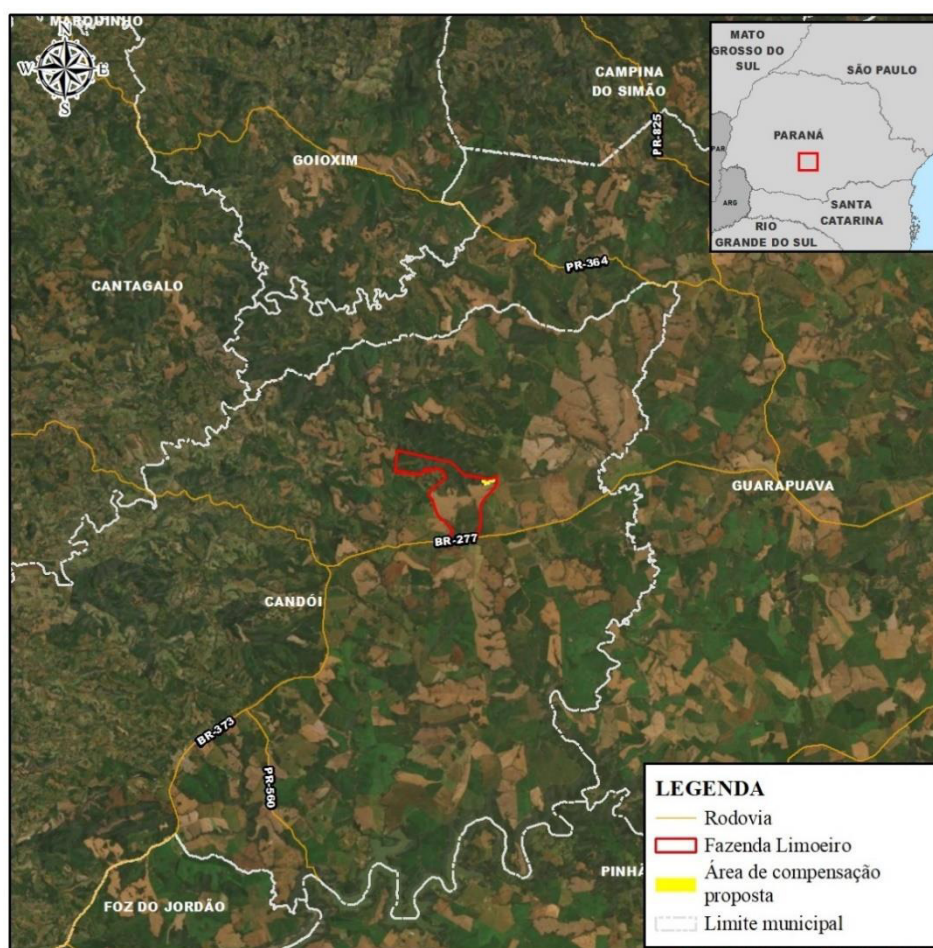 MARQUINHO
N
W
E
S
CAMPINA
DO SIMÃO
PR-825
GOIOXIM
PR-364
CANTAGALO
GUARAPUAVA
BR-277
CANDÓI
BR-373
PR-560
FOZ DO JORDÃO
MATO
GROSSO DO
SUL
SÃO PAULO
PARANÁ
PAR
ARG
SANTA
CATARINA
RIO
GRANDE DO SUL
LEGENDA
Rodovia
Fazenda Limoeiro
Área de compensação
proposta
Limite municipal